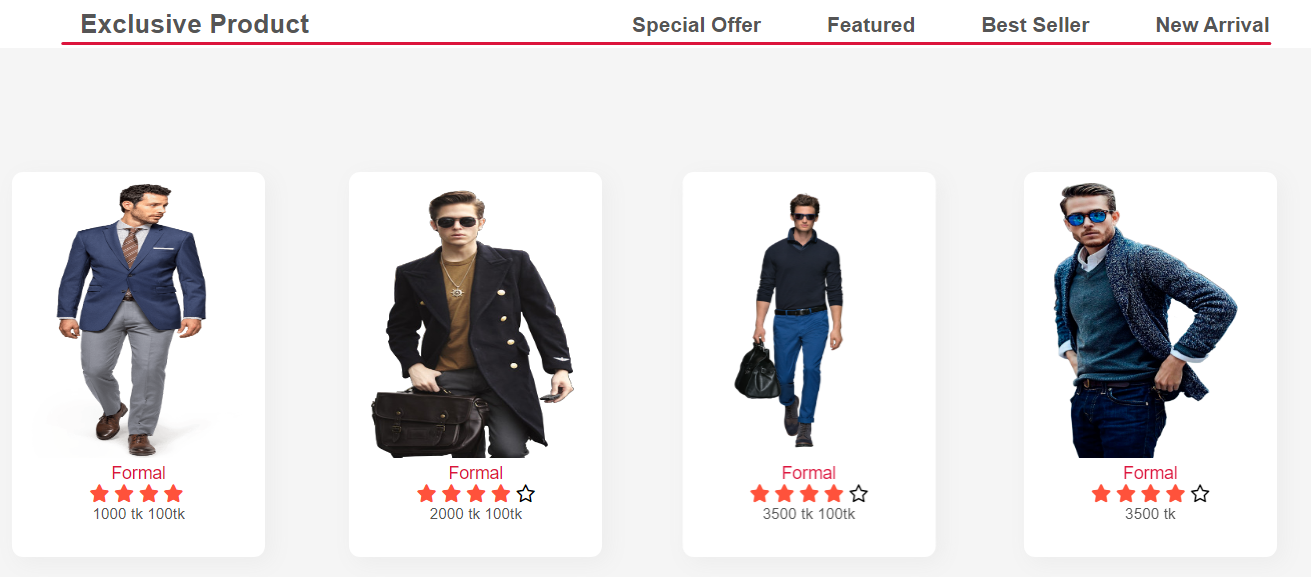 Exclusive Product
Special Offer Featured Best Seller New Arrival
Formal
1000 tk 100tk
Formal
2000 tk 100tk
Formal
3500 tk 100tk
Formal
3500 tk